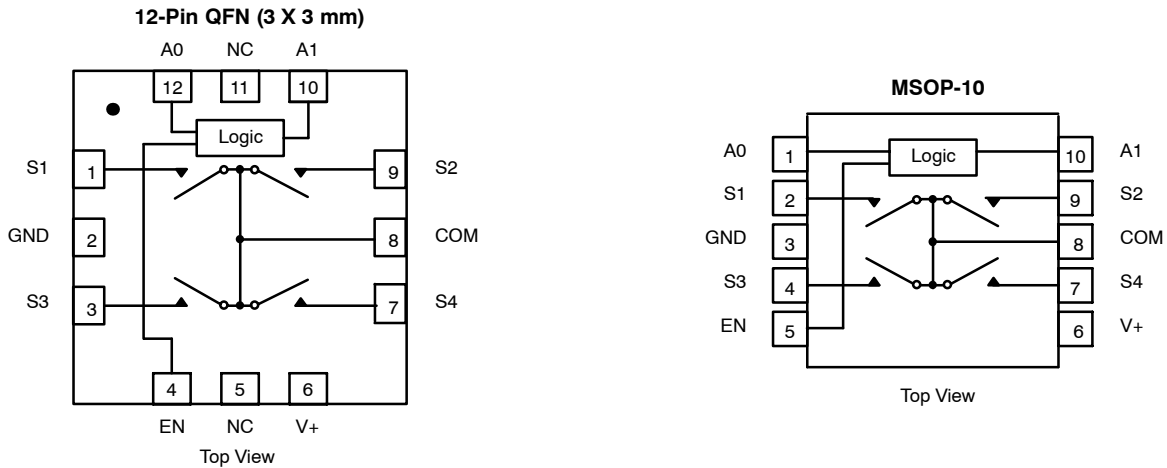 12-Pin QFN (3 X 3 mm)
A0 NC A1
12 11 10
Logic
S1 1 9 S2
GND 2 8 COM
S3 3 7 S4
4 5 6
EN NC V+
Top View
MSOP-10
A0 1 Logic 10 A1
S1 2 9 S2
GND 3 8 COM
S3 4 7 S4
EN 5 6 V+
Top View